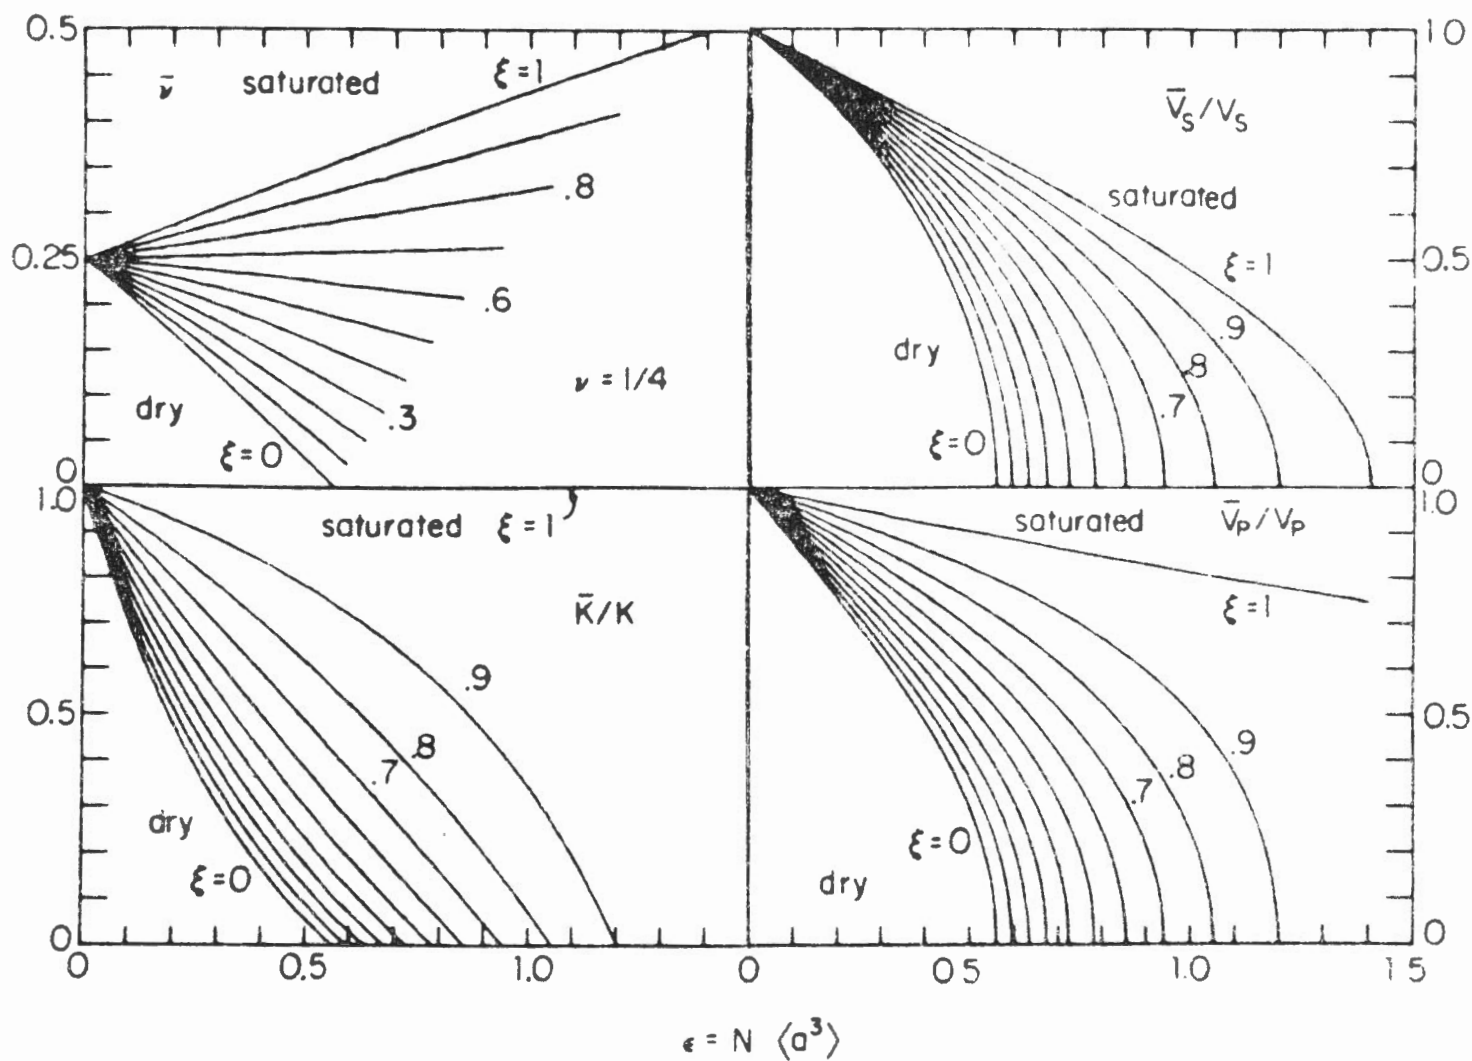 0.5
0.25
0
ν̄ saturated ξ=1
.8
.6
ν = 1/4
.3
dry
ξ=0
V̄s/Vs
saturated
ξ=1
.9
.8
.7
dry
ξ=0
1.0
0.5
0
1.0
0.5
0
saturated ξ=1
K̄/K
.9
.8
.7
dry
ξ=0
0 0.5 1.0
saturated V̄P/VP
ξ=1
.9
.8
.7
ξ=0
dry
1.0
0.5
0
0 0 5 1.0 1 5
ϵ = N ⟨a³⟩